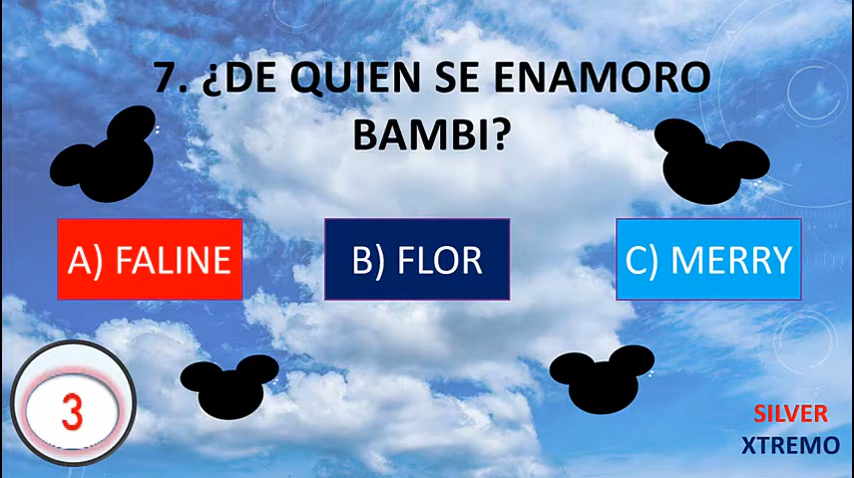 7. ¿DE QUIEN SE ENAMORO
BAMBI?
A) FALINE
B) FLOR
C) MERRY
3
SILVER
XTREMO